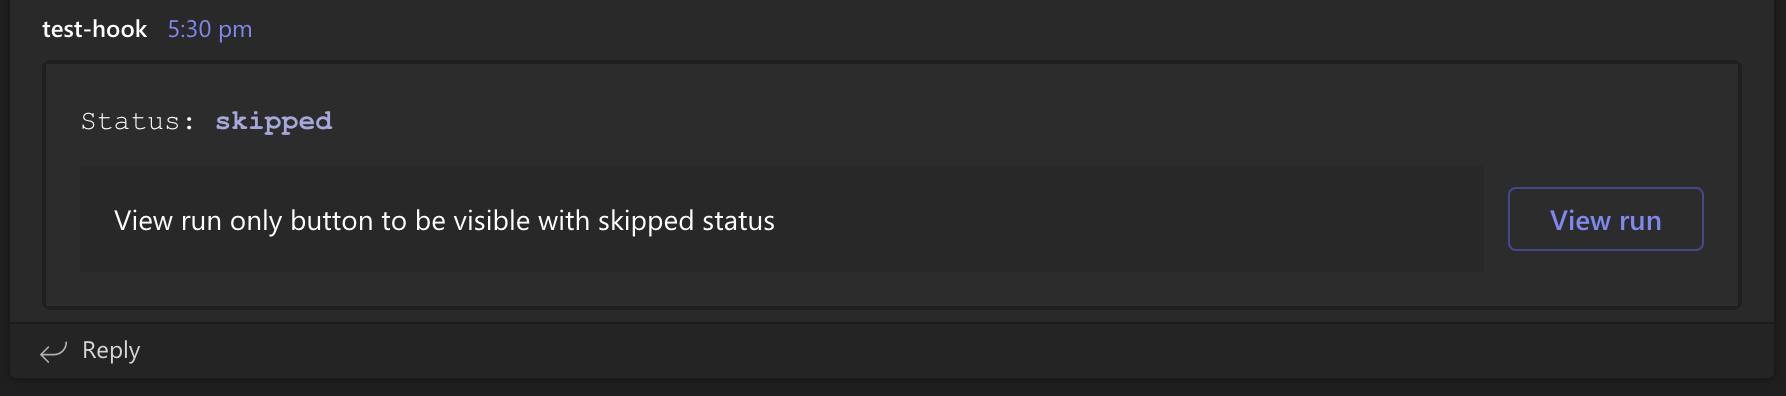 test-hook 5:30 pm
Status: skipped
View run only button to be visible with skipped status
View run
Reply